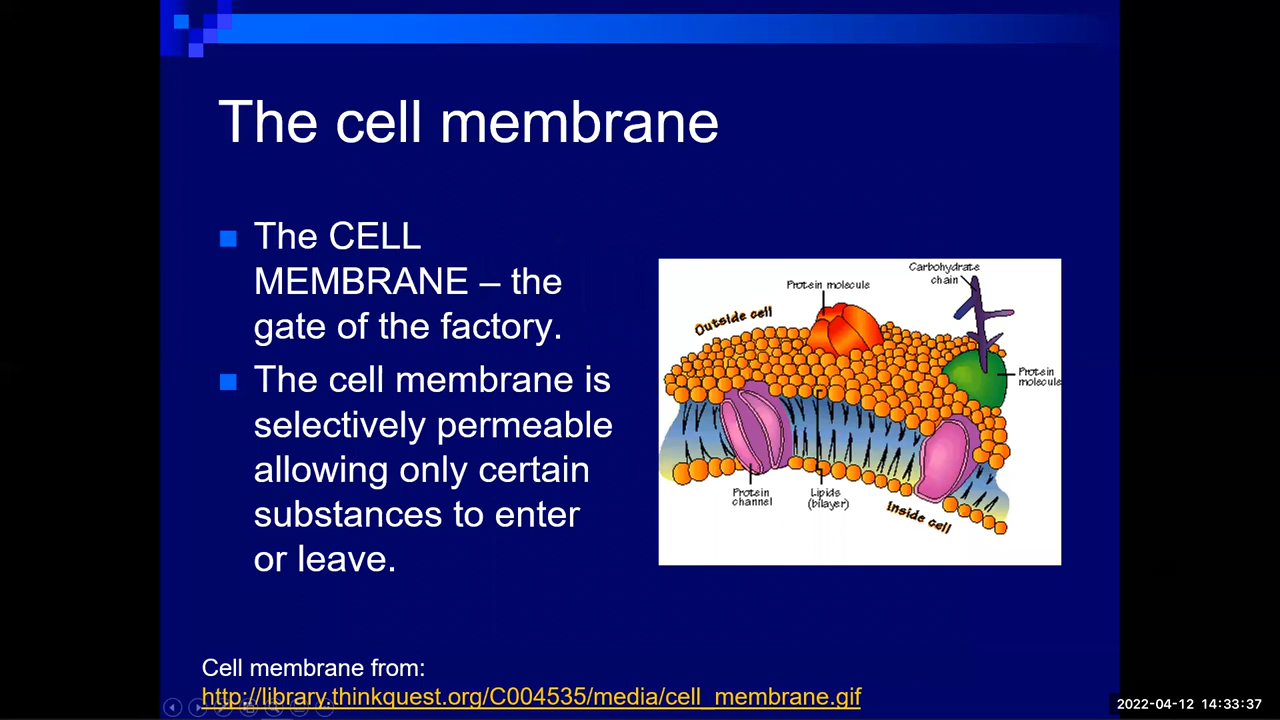 The cell membrane
The CELL
MEMBRANE – the
gate of the factory.
The cell membrane is
selectively permeable
allowing only certain
substances to enter
or leave.
Carbohydrate
chain
Protein molecule
Outside cell
Protein
molecule
Protein
channel
Lipids
(bilayer)
Inside cell
Cell membrane from:
http://library.thinkquest.org/C004535/media/cell_membrane.gif
2022-04-12 14:33:37